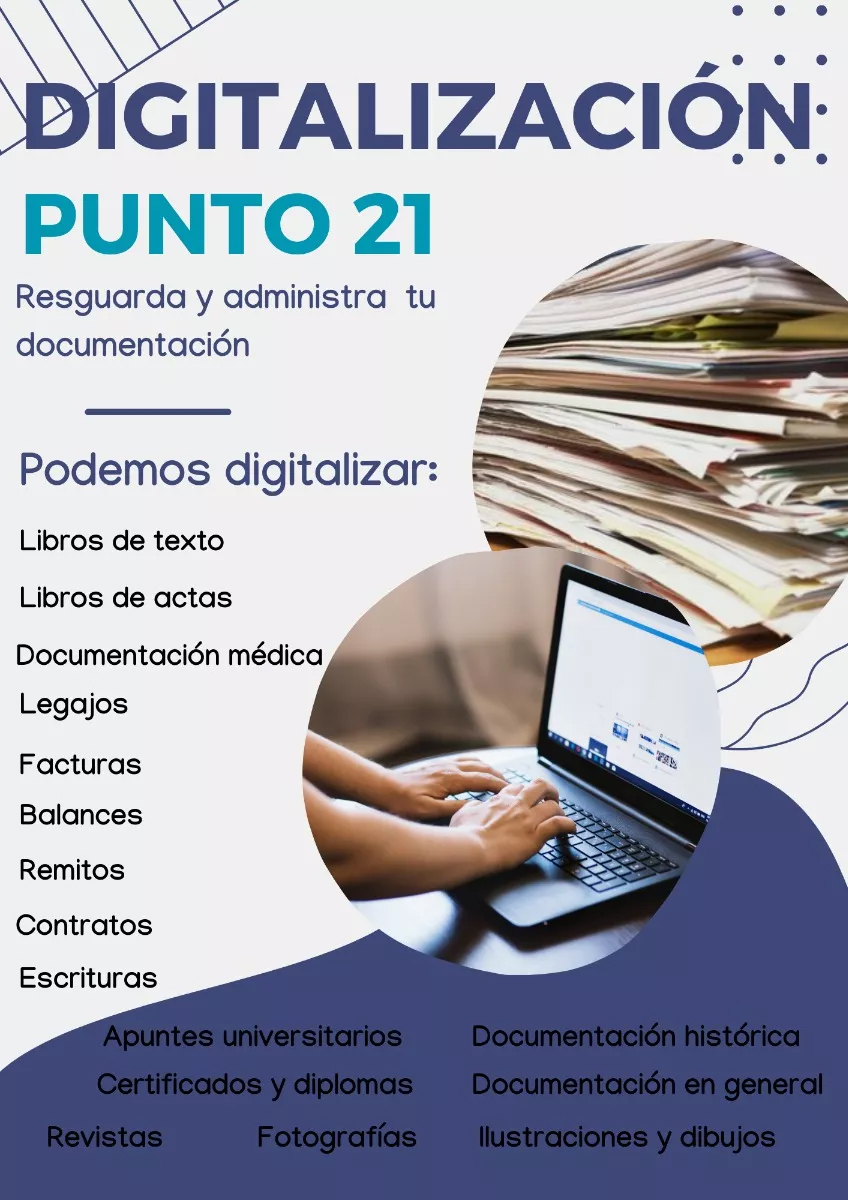 DIGITALIZACIÓN
PUNTO 21
Resguarda y administra tu
documentación
Podemos digitalizar:
Libros de texto
Libros de actas
Documentación médica
Legajos
Facturas
Balances
Remitos
Contratos
Escrituras
Apuntes universitarios
Documentación histórica
Certificados y diplomas
Documentación en general
Revistas
Fotografías
Ilustraciones y dibujos